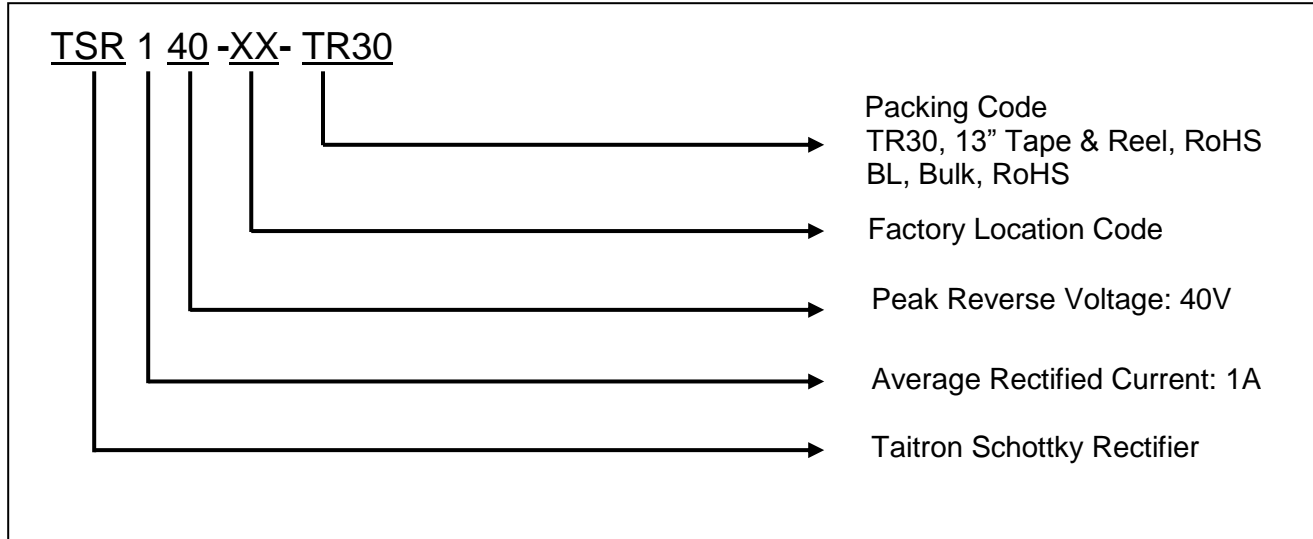 TSR 1 40 -XX- TR30
Packing Code
TR30, 13” Tape & Reel, RoHS
BL, Bulk, RoHS
Factory Location Code
Peak Reverse Voltage: 40V
Average Rectified Current: 1A
Taitron Schottky Rectifier